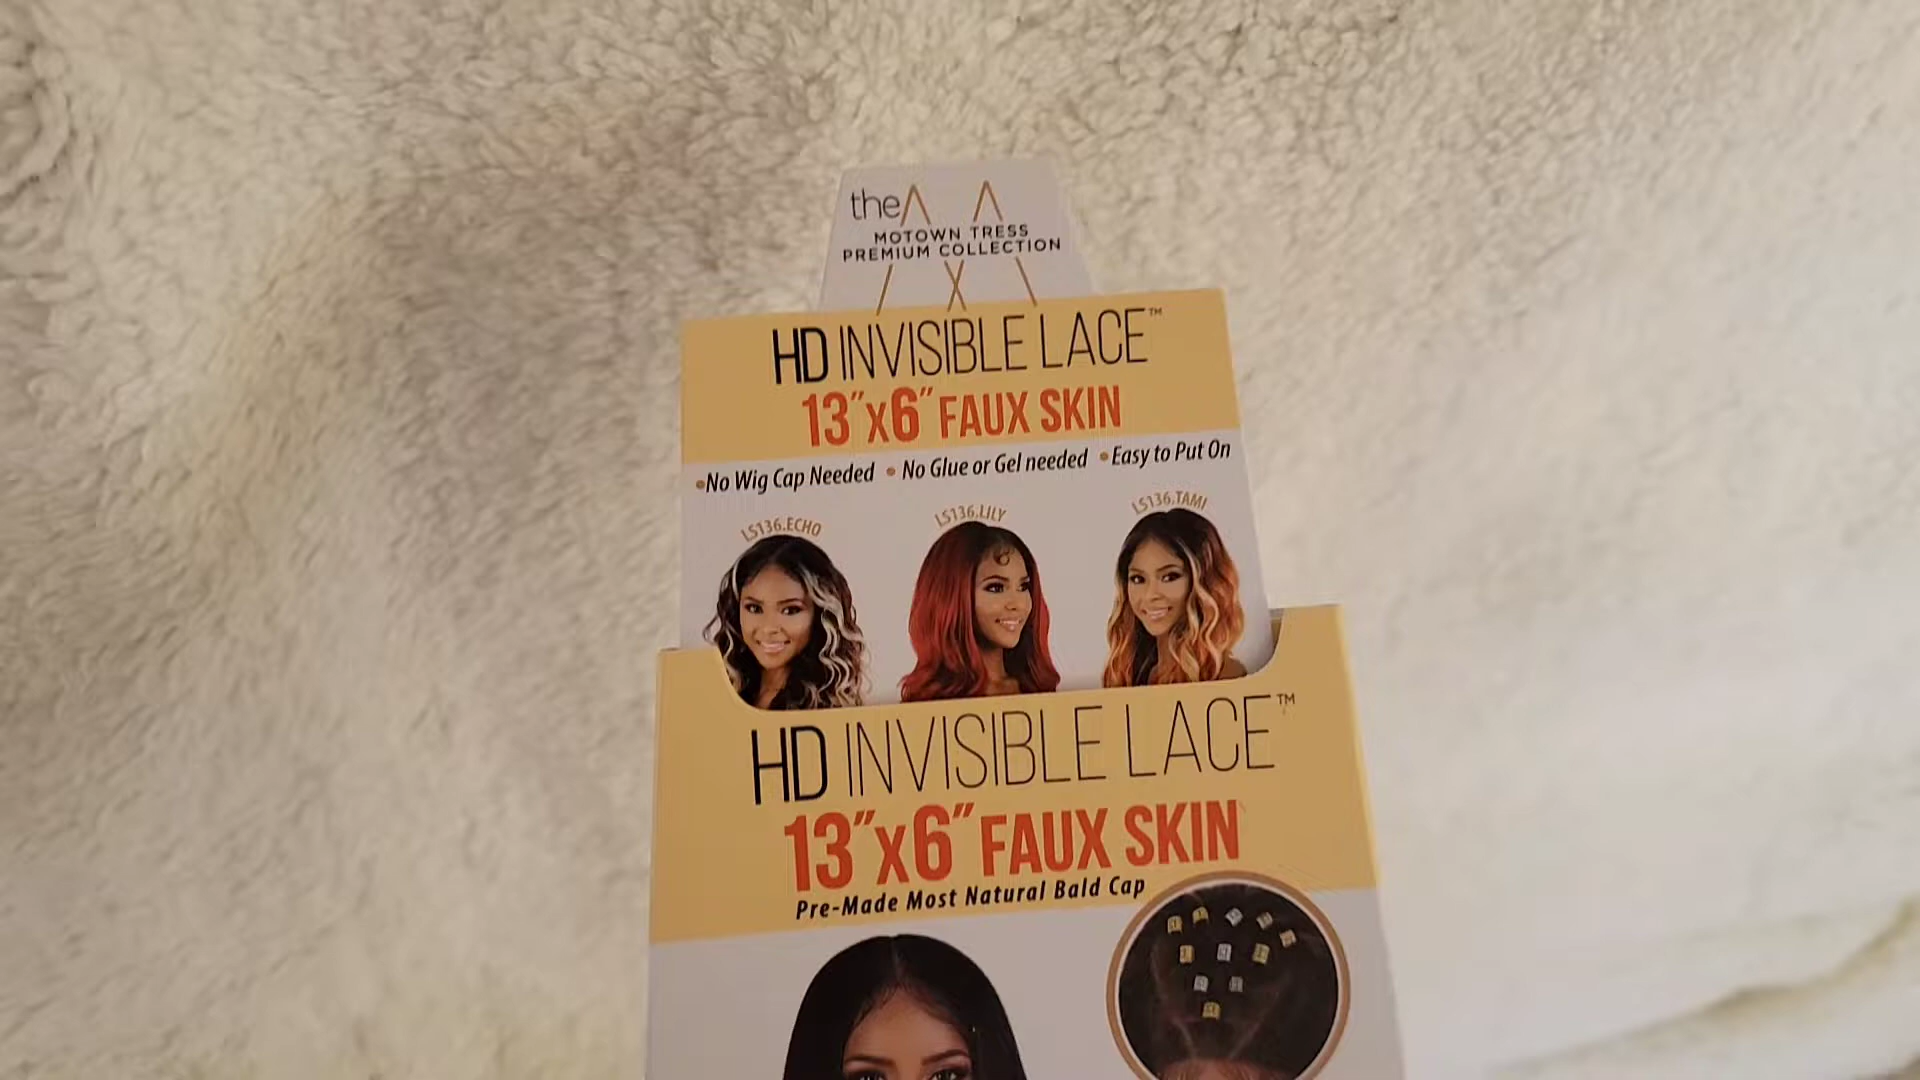 the
MOTOWN TRESS
PREMIUM COLLECTION
HD INVISIBLE LACE™
13"x6" FAUX SKIN
•No Wig Cap Needed • No Glue or Gel needed •Easy to Put On
LS136.ECHO
LS136.LILY
LS136.TAMI
HD INVISIBLE LACE™
13"x6" FAUX SKIN
Pre-Made Most Natural Bald Cap